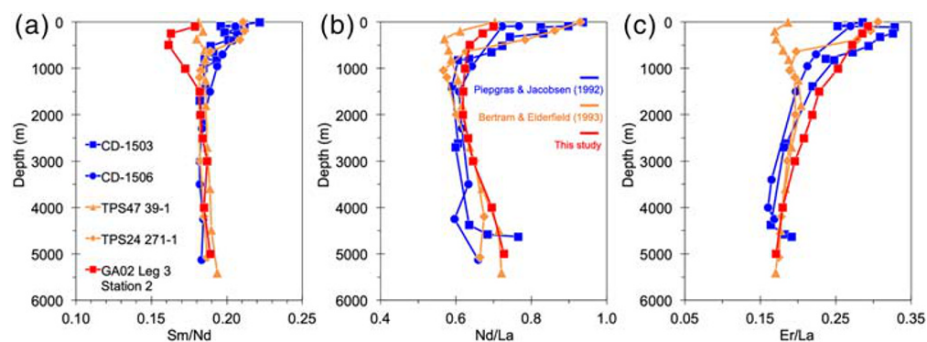 (a)
0
1000
2000
3000
4000
5000
6000
Depth (m)
CD-1503
CD-1506
TPS47 39-1
TPS24 271-1
GA02 Leg 3
Station 2
0.10 0.15 0.20 0.25
Sm/Nd
(b)
0
1000
2000
3000
4000
5000
6000
Depth (m)
Piepgras & Jacobsen (1992)
Bertram & Elderfield (1993)
This study
0.4 0.6 0.8 1.0
Nd/La
(c)
0
1000
2000
3000
4000
5000
6000
Depth (m)
0.05 0.15 0.25 0.35
Er/La